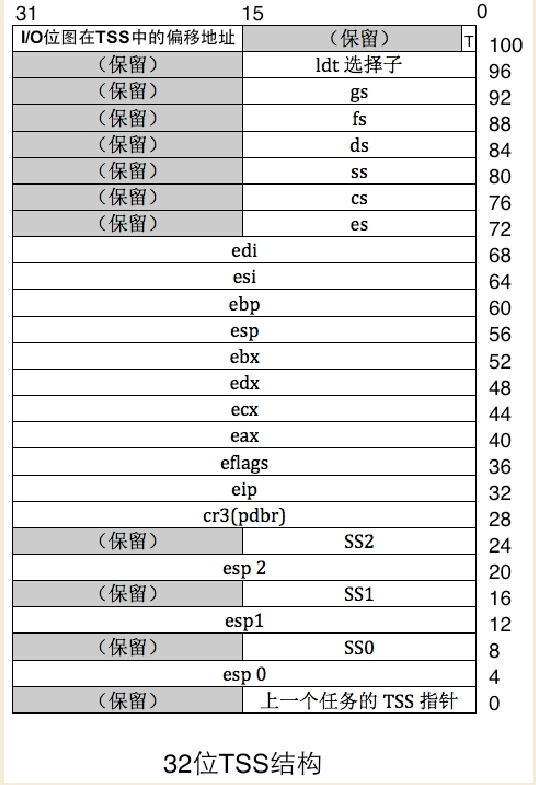 31 15 0
I/O位图在TSS中的偏移地址 （保留） T 100
（保留） ldt 选择子 96
（保留） gs 92
（保留） fs 88
（保留） ds 84
（保留） ss 80
（保留） cs 76
（保留） es 72
edi 68
esi 64
ebp 60
esp 56
ebx 52
edx 48
ecx 44
eax 40
eflags 36
eip 32
cr3(pdbr) 28
（保留） SS2 24
esp 2 20
（保留） SS1 16
esp1 12
（保留） SS0 8
esp 0 4
（保留） 上一个任务的 TSS 指针 0
32位TSS结构